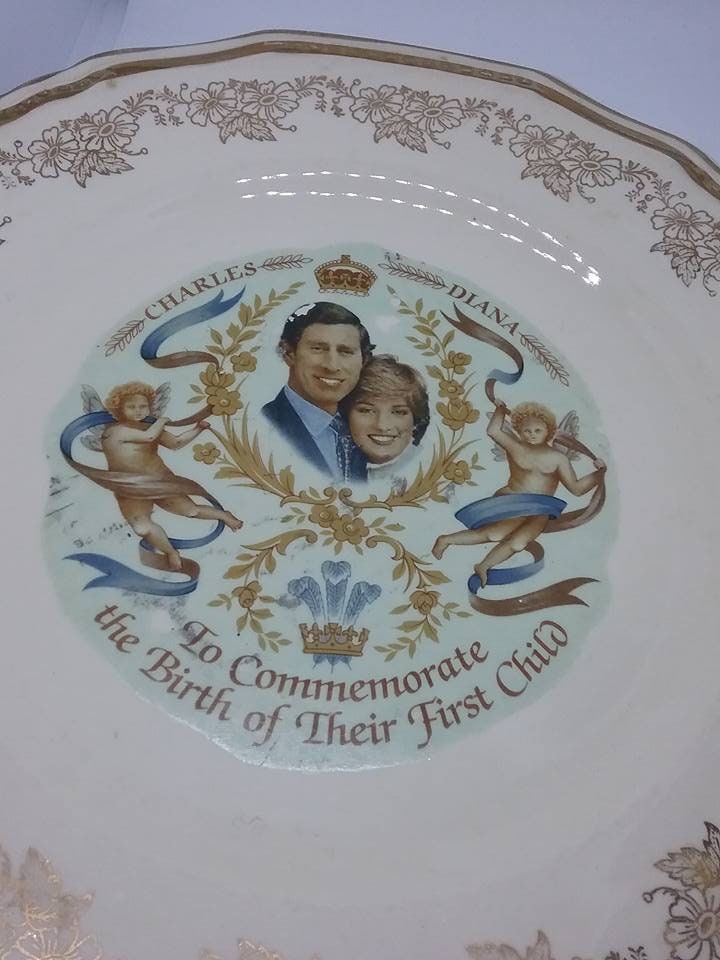 CHARLES
DIANA
To Commemorate
the Birth of Their First Child